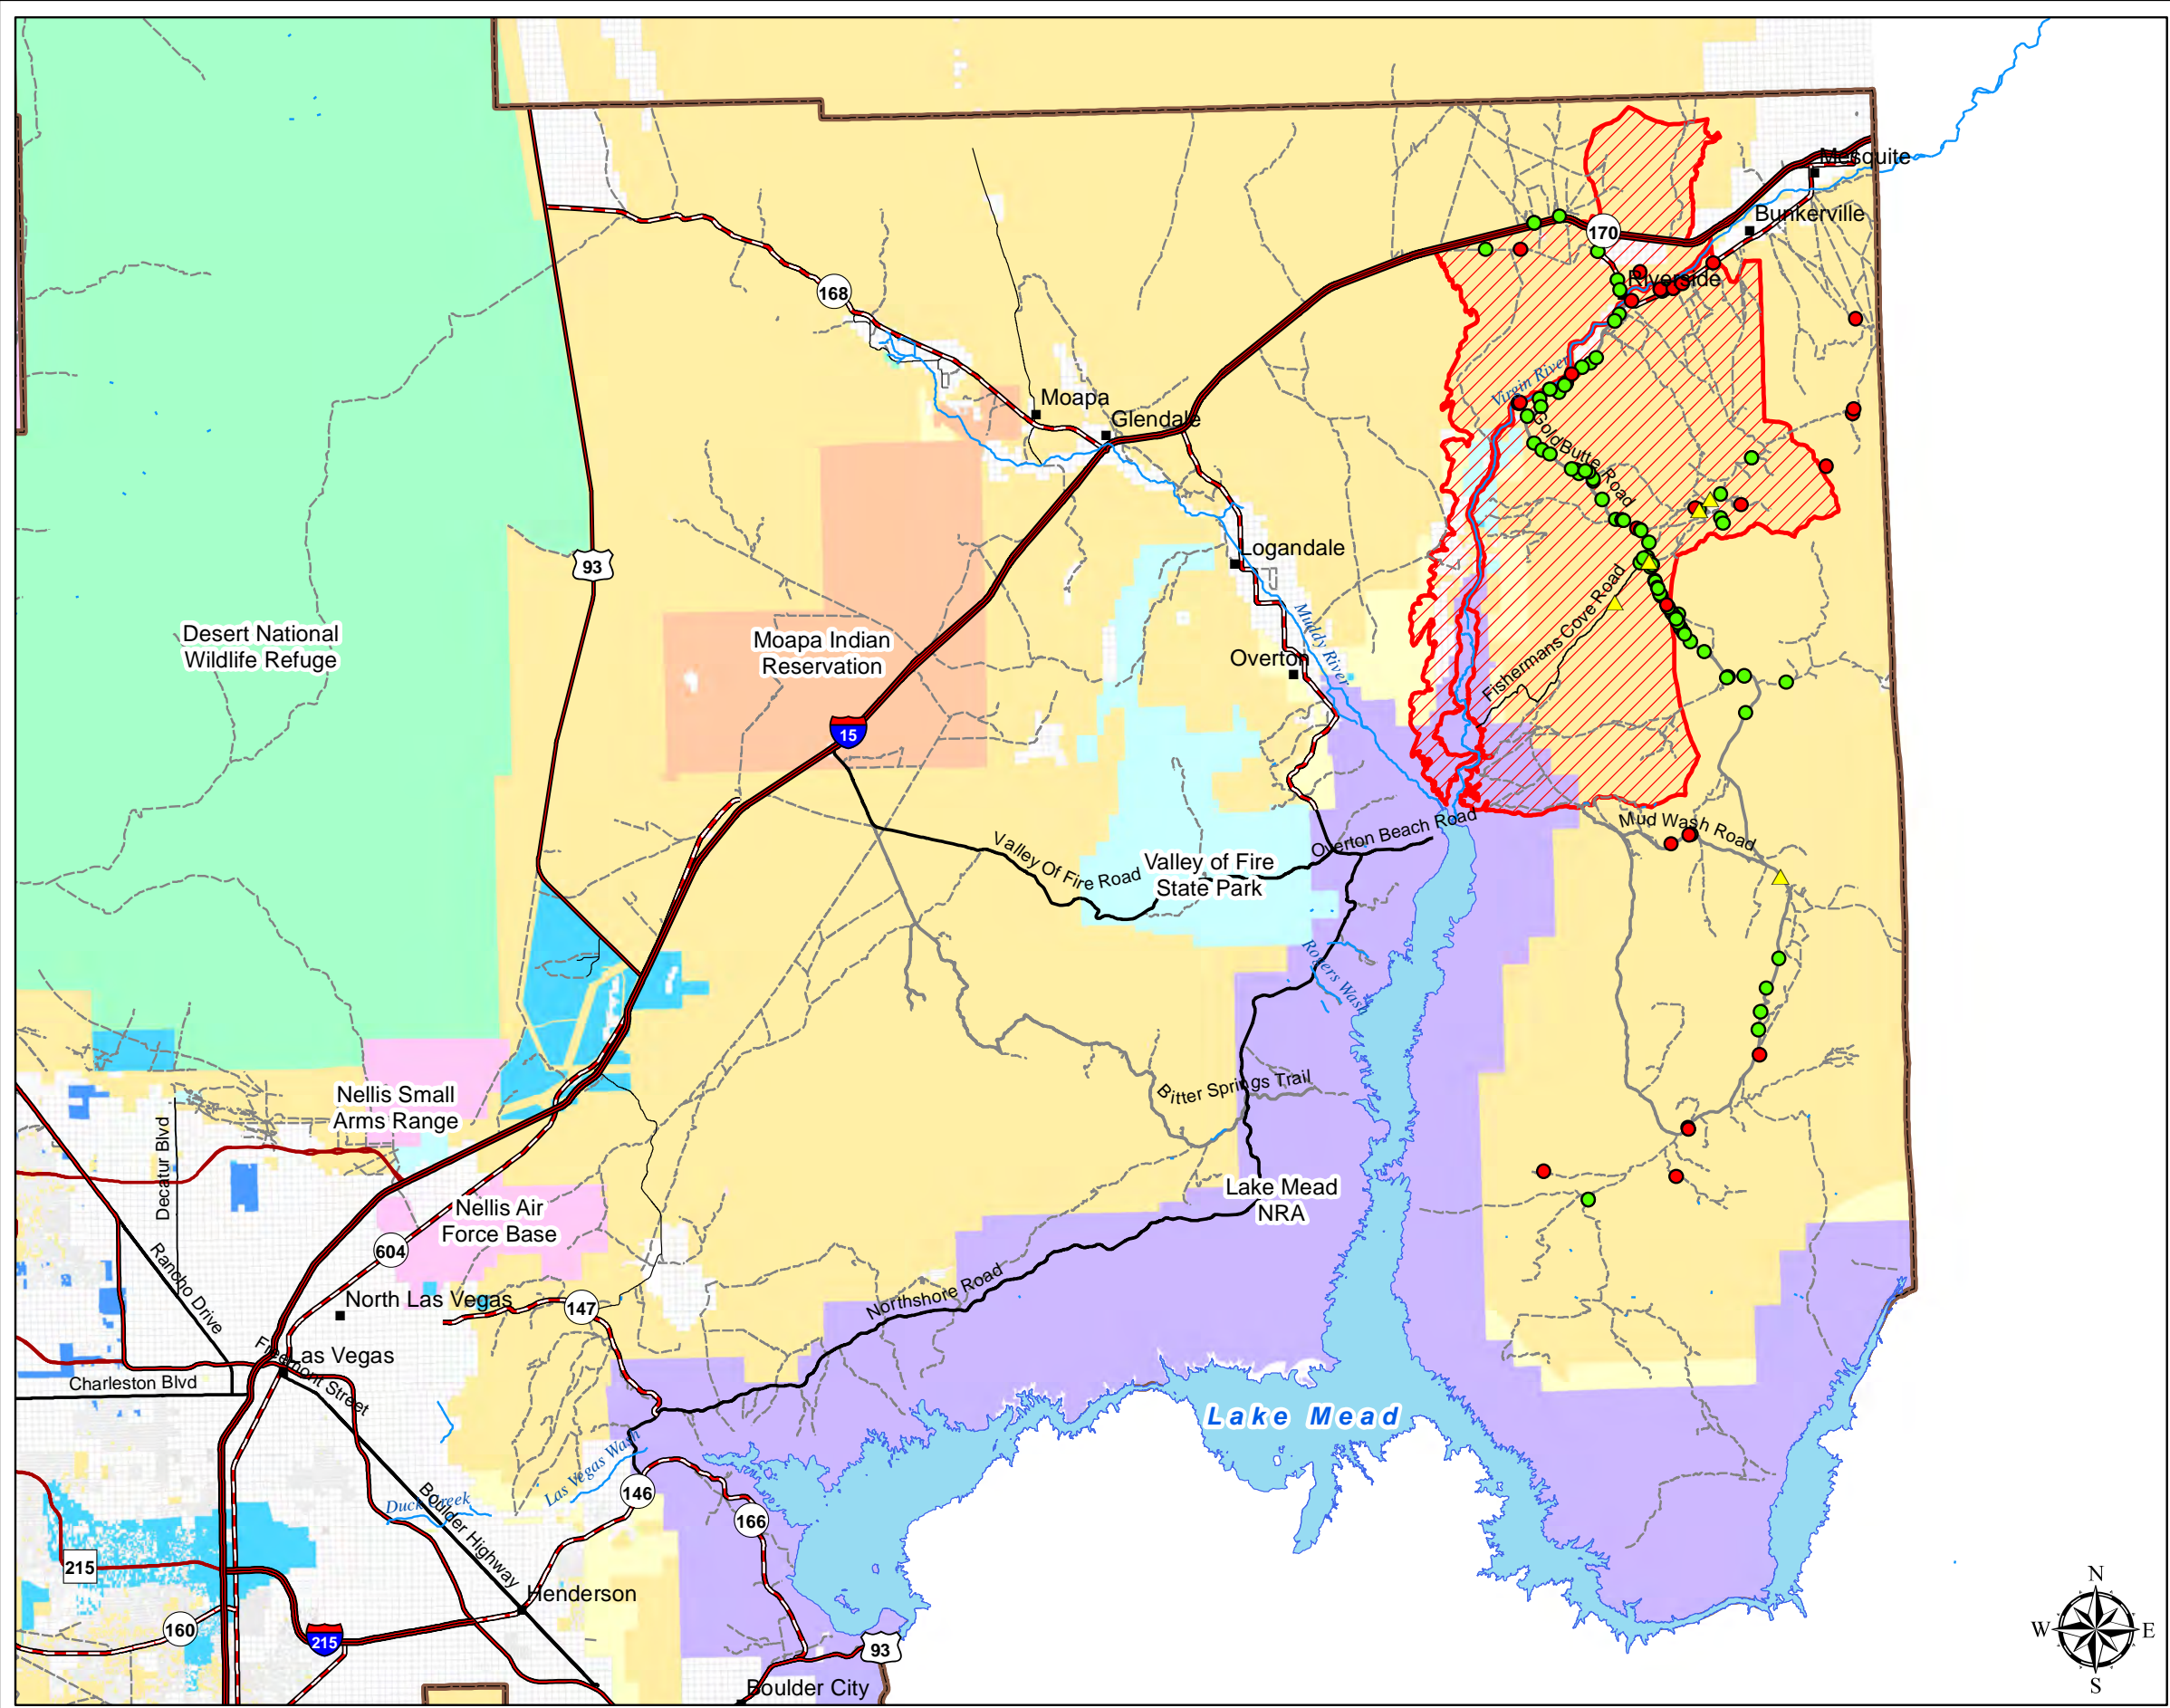 Mesquite
Bunkerville
170
Riverside
168
Virgin River
Moapa
Glendale
Gold Butte Road
Logandale
93
Muddy River
Fishermans Cove Road
Desert National
Wildlife Refuge
Moapa Indian
Reservation
Overton
15
Mud Wash Road
Overton Beach Road
Valley Of Fire Road
Valley of Fire
State Park
Rogers Wash
Nellis Small
Arms Range
Bitter Springs Trail
Decatur Blvd
Lake Mead
NRA
Nellis Air
Force Base
604
Rancho Drive
Northshore Road
North Las Vegas
147
Las Vegas
Fremont Street
Charleston Blvd
Lake Mead
Las Vegas Wash
146
Duck Creek
Boulder Highway
166
215
Henderson
160
215
93
Boulder City
N
W
E
S